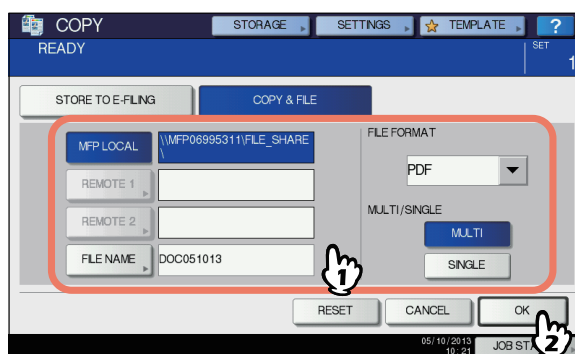 COPY
STORAGE
SETTINGS
TEMPLATE
?
READY
SET
1
STORE TO E-FILING
COPY & FILE
MFP LOCAL
\\MFP06995311\FILE_SHARE
\
REMOTE 1
REMOTE 2
FILE NAME
DOC051013
FILE FORMAT
PDF
MULTI/SINGLE
MULTI
SINGLE
1
RESET
CANCEL
OK
2
05/10/2013
10:21
JOB ST